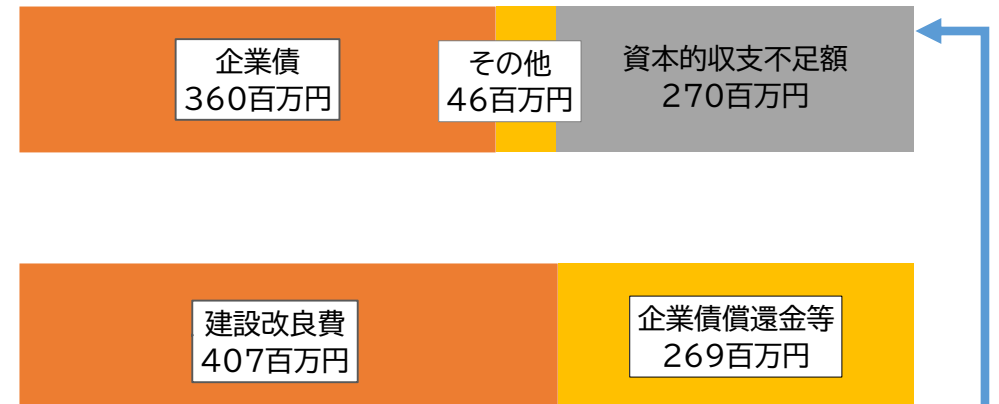 企業債
360百万円
その他
46百万円
資本的収支不足額
270百万円
建設改良費
407百万円
企業債償還金等
269百万円